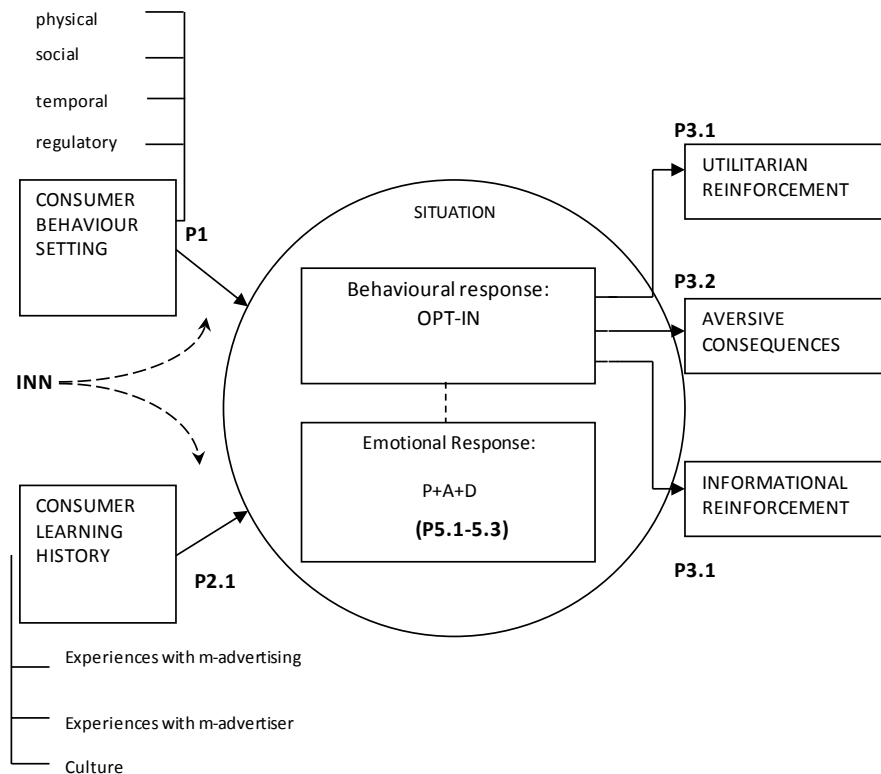 physical
social
temporal
regulatory
CONSUMER
BEHAVIOUR
SETTING
P1
INN
CONSUMER
LEARNING
HISTORY
P2.1
Experiences with m-advertising
Experiences with m-advertiser
Culture
SITUATION
Behavioural response:
OPT-IN
Emotional Response:
P+A+D
(P5.1-5.3)
P3.1
UTILITARIAN
REINFORCEMENT
P3.2
AVERSIVE
CONSEQUENCES
INFORMATIONAL
REINFORCEMENT
P3.1